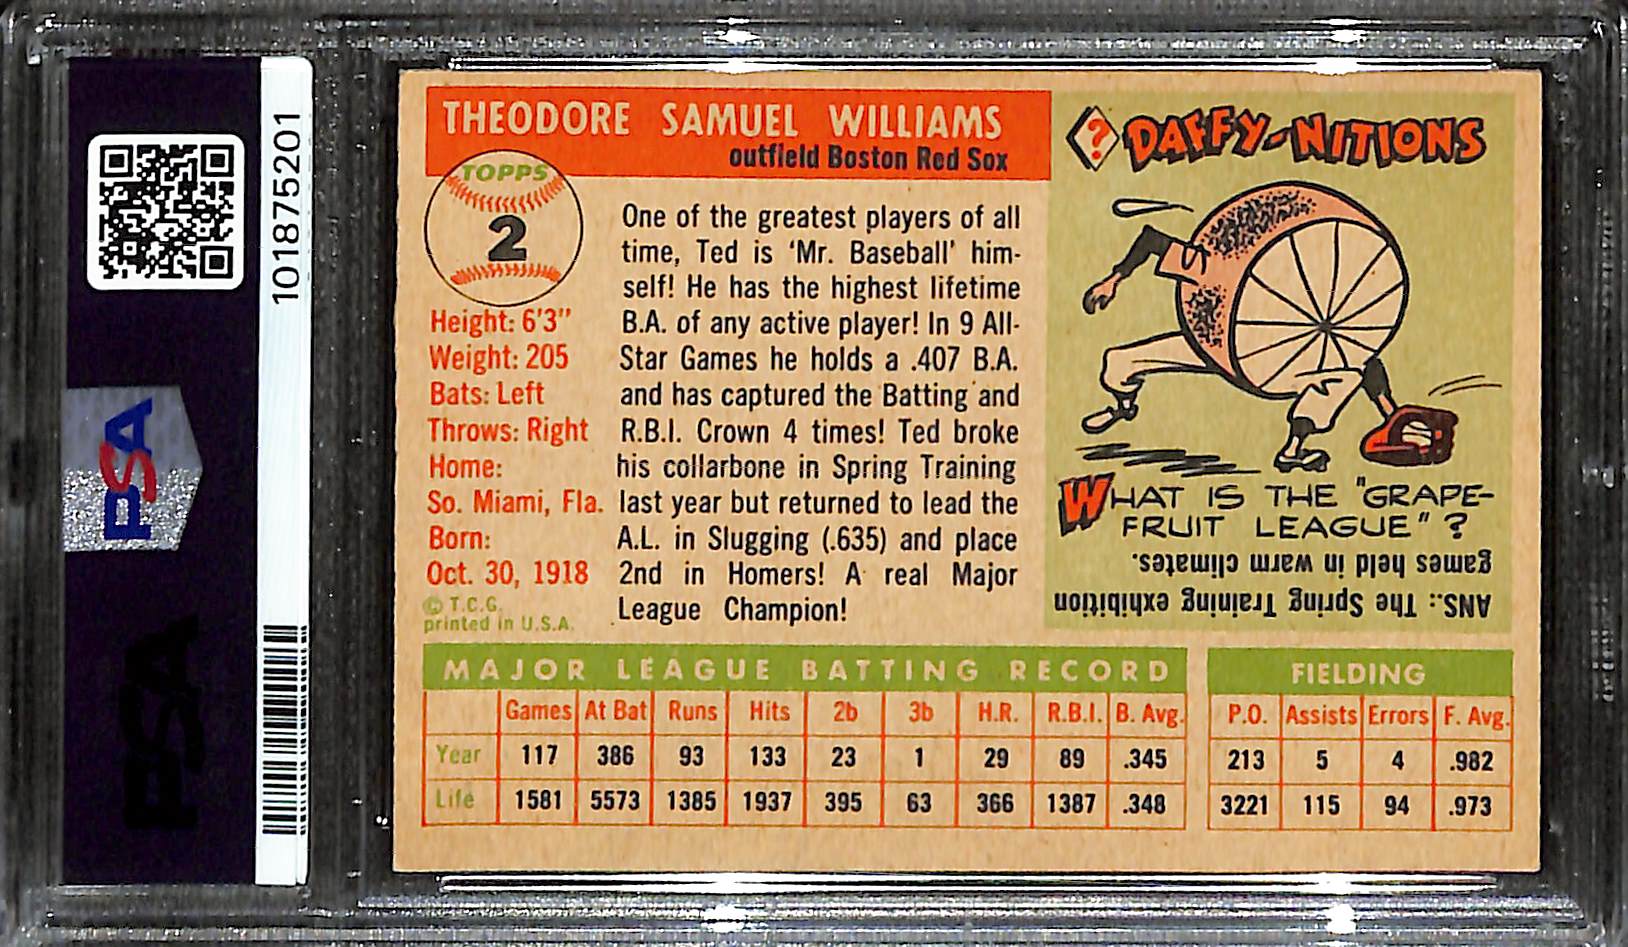 101875201
PSA
PSA
THEODORE SAMUEL WILLIAMS
outfield Boston Red Sox
TOPPS
2
Height: 6'3"
Weight: 205
Bats: Left
Throws: Right
Home:
So. Miami, Fla.
Born:
Oct. 30, 1918
© T.C.G.
printed in U.S.A.
One of the greatest players of all
time, Ted is 'Mr. Baseball' him-
self! He has the highest lifetime
B.A. of any active player! In 9 All-
Star Games he holds a .407 B.A.
and has captured the Batting and
R.B.I. Crown 4 times! Ted broke
his collarbone in Spring Training
last year but returned to lead the
A.L. in Slugging (.635) and place
2nd in Homers! A real Major
League Champion!
? DAFFY-NITIONS
WHAT IS THE "GRAPE-
FRUIT LEAGUE"?
ANS.: The Spring Training exhibition
games held in warm climates.
MAJOR LEAGUE BATTING RECORD
Games At Bat Runs Hits 2b 3b H.R. R.B.I. B. Avg.
Year 117 386 93 133 23 1 29 89 .345
Life 1581 5573 1385 1937 395 63 366 1387 .348
FIELDING
P.O. Assists Errors F. Avg.
213 5 4 .982
3221 115 94 .973